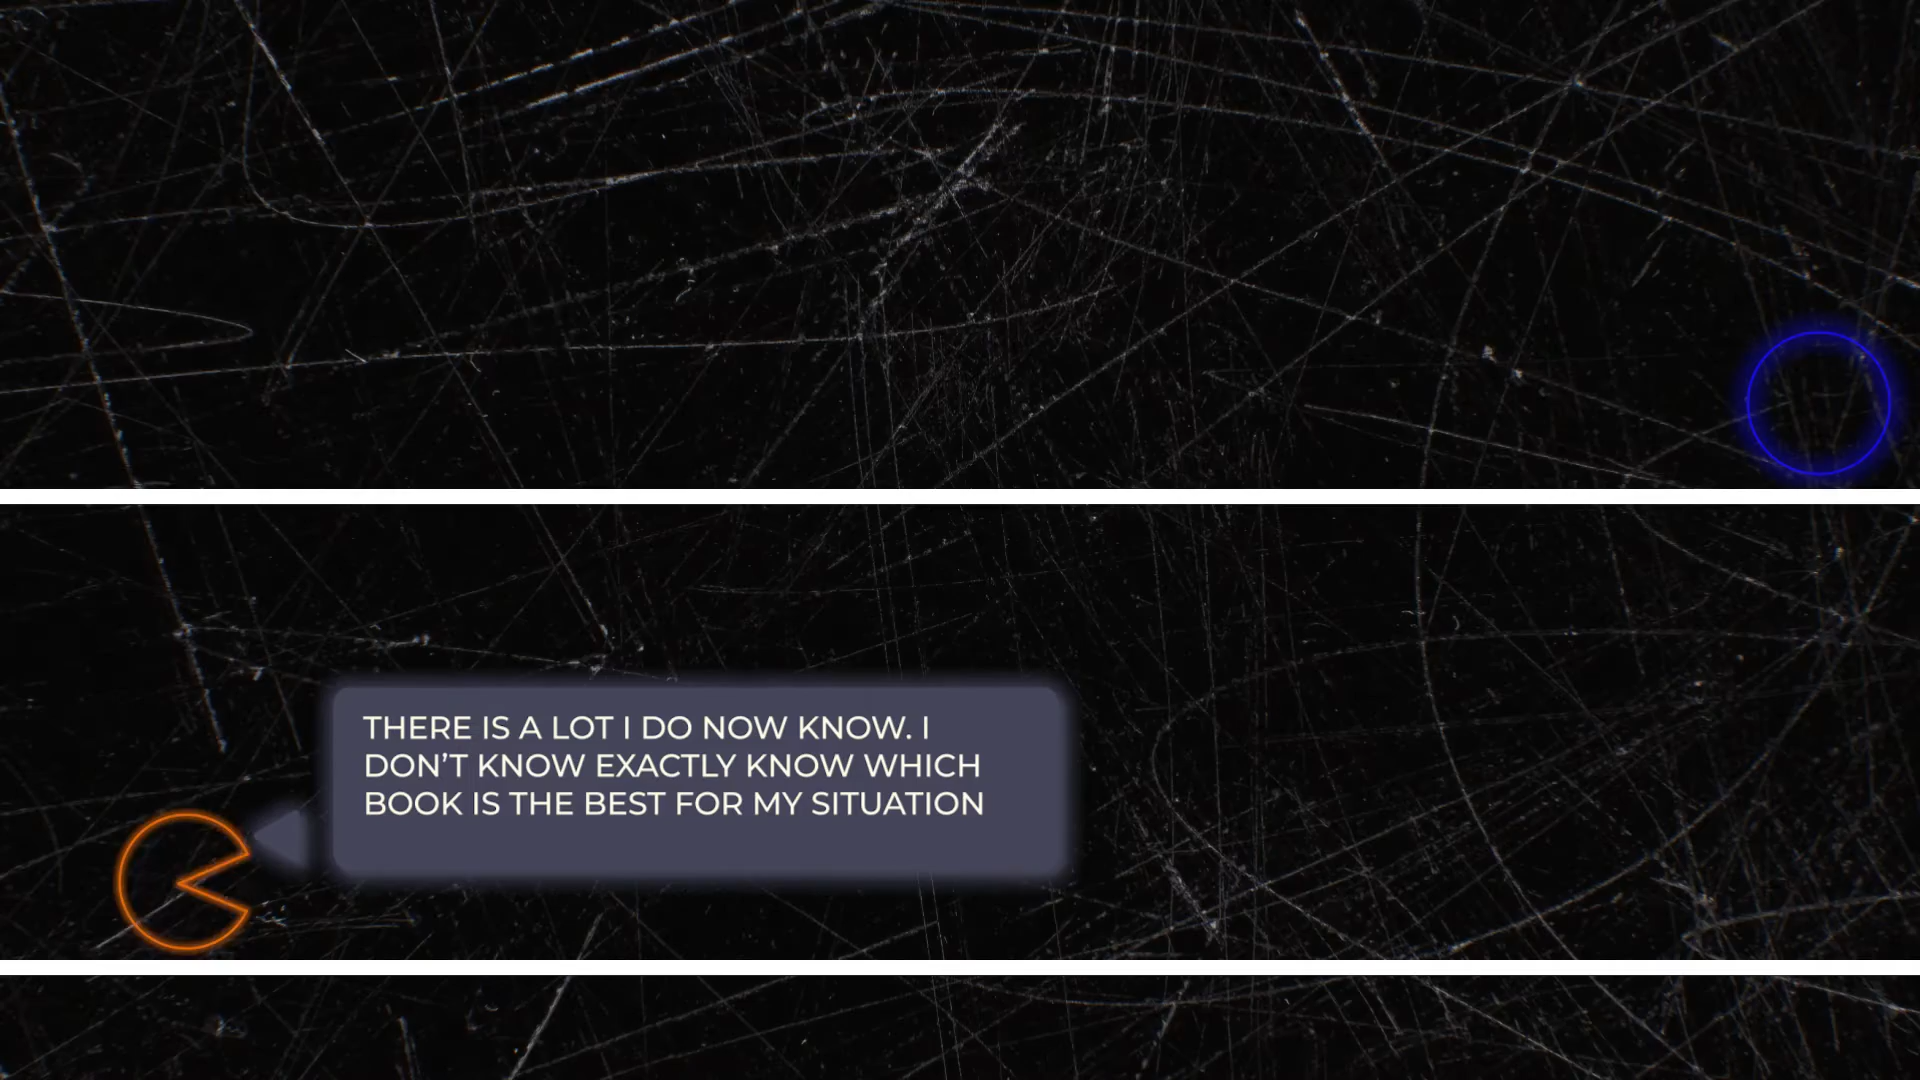 THERE IS A LOT I DO NOW KNOW. I
DON’T KNOW EXACTLY KNOW WHICH
BOOK IS THE BEST FOR MY SITUATION